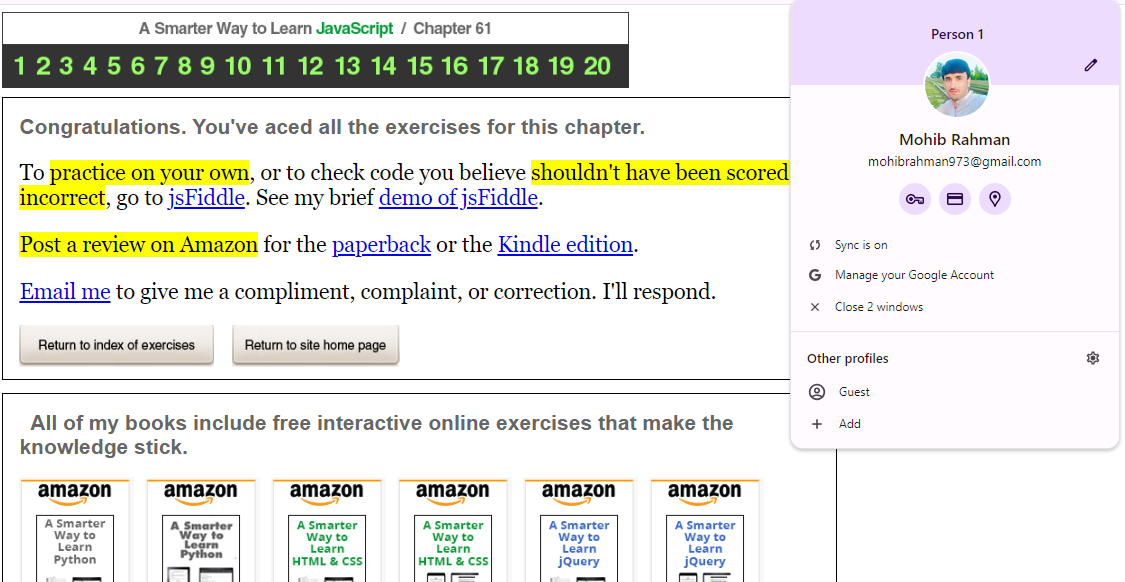 A Smarter Way to Learn JavaScript / Chapter 61
1 2 3 4 5 6 7 8 9 10 11 12 13 14 15 16 17 18 19 20
Congratulations. You've aced all the exercises for this chapter.
To practice on your own, or to check code you believe shouldn't have been scored
incorrect, go to jsFiddle. See my brief demo of jsFiddle.
Post a review on Amazon for the paperback or the Kindle edition.
Email me to give me a compliment, complaint, or correction. I'll respond.
Return to index of exercises
Return to site home page
All of my books include free interactive online exercises that make the
knowledge stick.
amazon
A Smarter
Way to
Learn
Python
amazon
A Smarter
Way to
Learn
Python
amazon
A Smarter
Way to
Learn
HTML & CSS
amazon
A Smarter
Way to
Learn
HTML & CSS
amazon
A Smarter
Way to
Learn
jQuery
amazon
A Smarter
Way to
Learn
jQuery
Person 1
Mohib Rahman
mohibrahman973@gmail.com
Sync is on
Manage your Google Account
Close 2 windows
Other profiles
Guest
Add